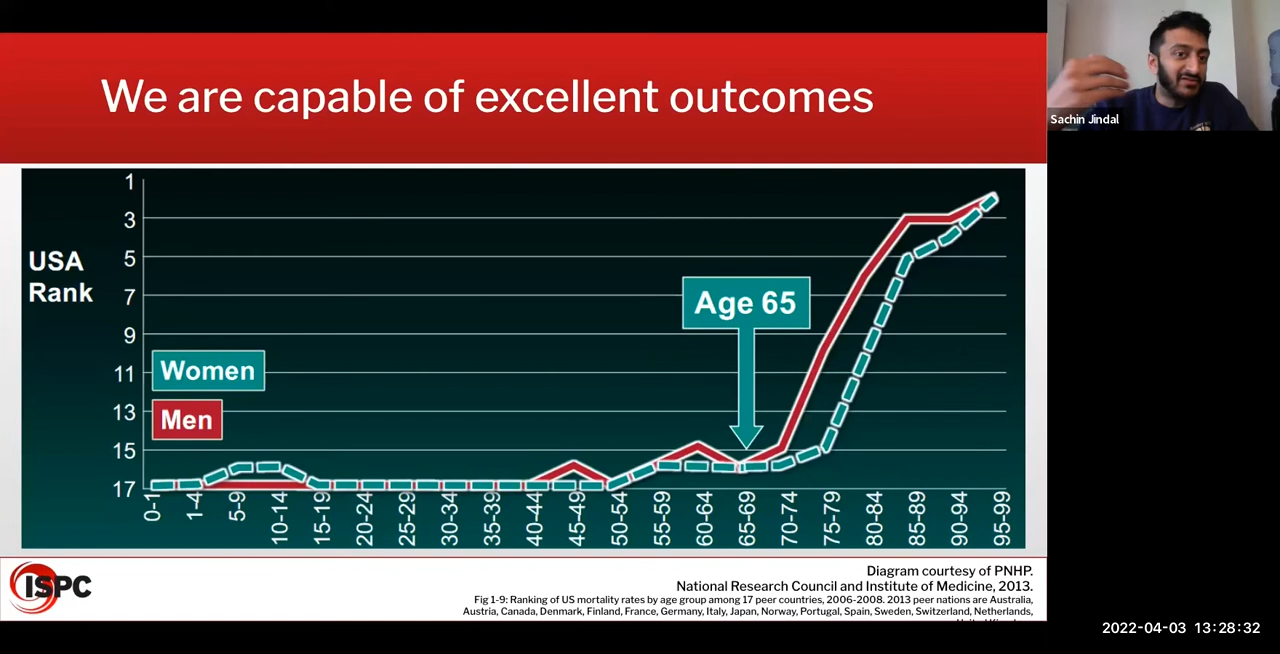 We are capable of excellent outcomes
Sachin Jindal
USA
Rank
1
3
5
7
9
11
13
15
17
Age 65
Women
Men
0-1
1-4
5-9
10-14
15-19
20-24
25-29
30-34
35-39
40-44
45-49
50-54
55-59
60-64
65-69
70-74
75-79
80-84
85-89
90-94
95-99
ISPC
Diagram courtesy of PNHP.
National Research Council and Institute of Medicine, 2013.
Fig 1-9: Ranking of US mortality rates by age group among 17 peer countries, 2006-2008. 2013 peer nations are Australia,
Austria, Canada, Denmark, Finland, France, Germany, Italy, Japan, Norway, Portugal, Spain, Sweden, Switzerland, Netherlands,
2022-04-03 13:28:32